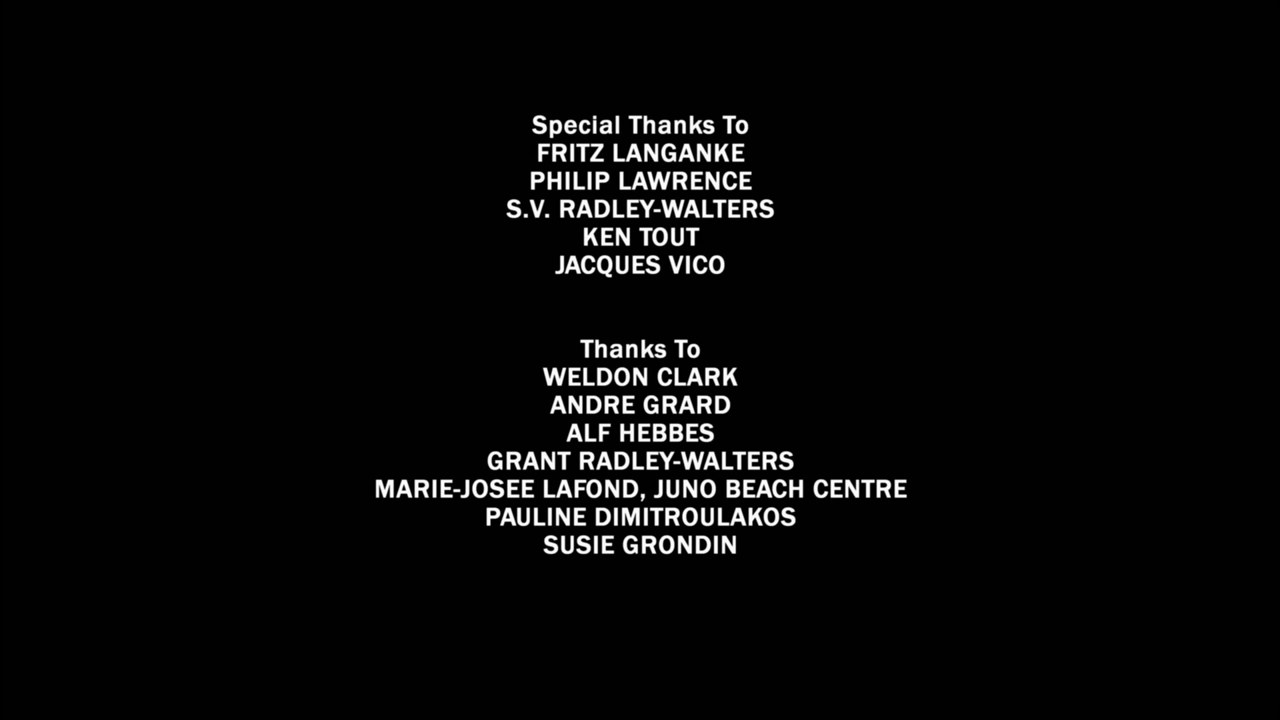 Special Thanks To
FRITZ LANGANKE
PHILIP LAWRENCE
S.V. RADLEY-WALTERS
KEN TOUT
JACQUES VICO
Thanks To
WELDON CLARK
ANDRE GRARD
ALF HEBBES
GRANT RADLEY-WALTERS
MARIE-JOSEE LAFOND, JUNO BEACH CENTRE
PAULINE DIMITROULAKOS
SUSIE GRONDIN